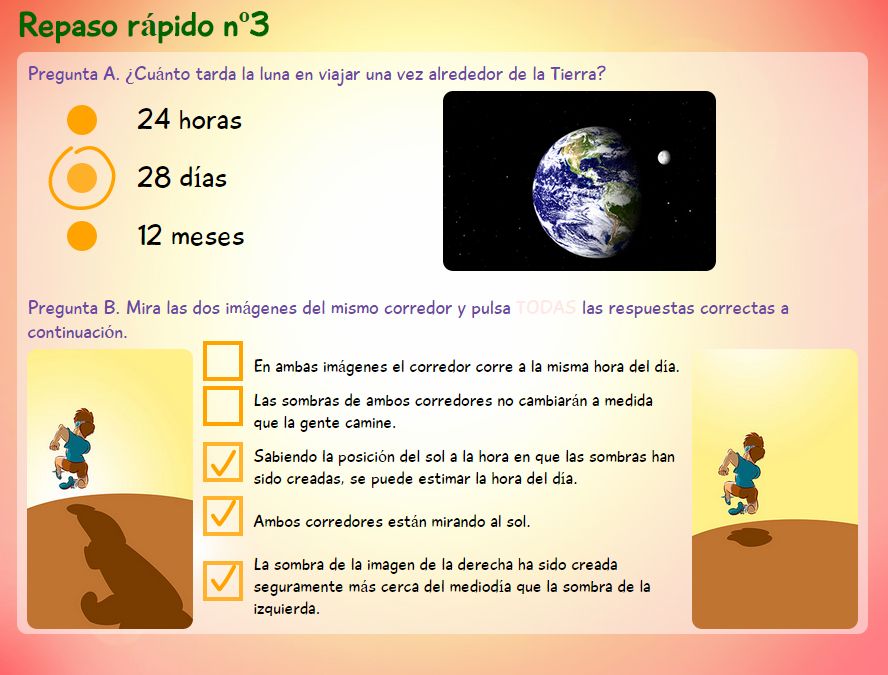 Repaso rápido nº3
Pregunta A. ¿Cuánto tarda la luna en viajar una vez alrededor de la Tierra?
24 horas
28 días
12 meses
Pregunta B. Mira las dos imágenes del mismo corredor y pulsa TODAS las respuestas correctas a
continuación.
En ambas imágenes el corredor corre a la misma hora del día.
Las sombras de ambos corredores no cambiarán a medida
que la gente camine.
Sabiendo la posición del sol a la hora en que las sombras han
sido creadas, se puede estimar la hora del día.
Ambos corredores están mirando al sol.
La sombra de la imagen de la derecha ha sido creada
seguramente más cerca del mediodía que la sombra de la
izquierda.